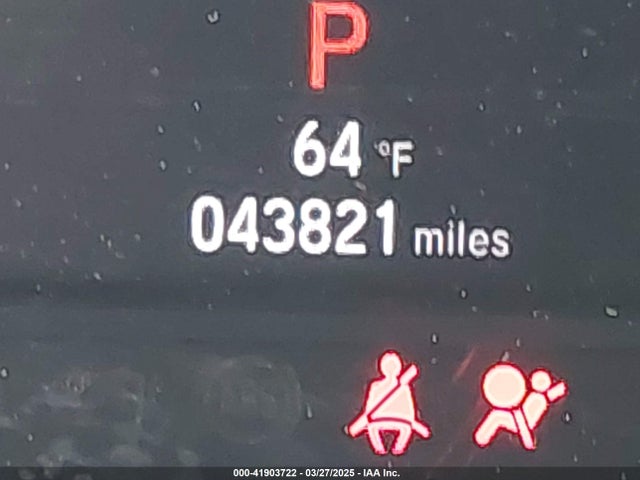 P
64 °F
043821 miles
000-41903722 - 03/27/2025 - IAA Inc.